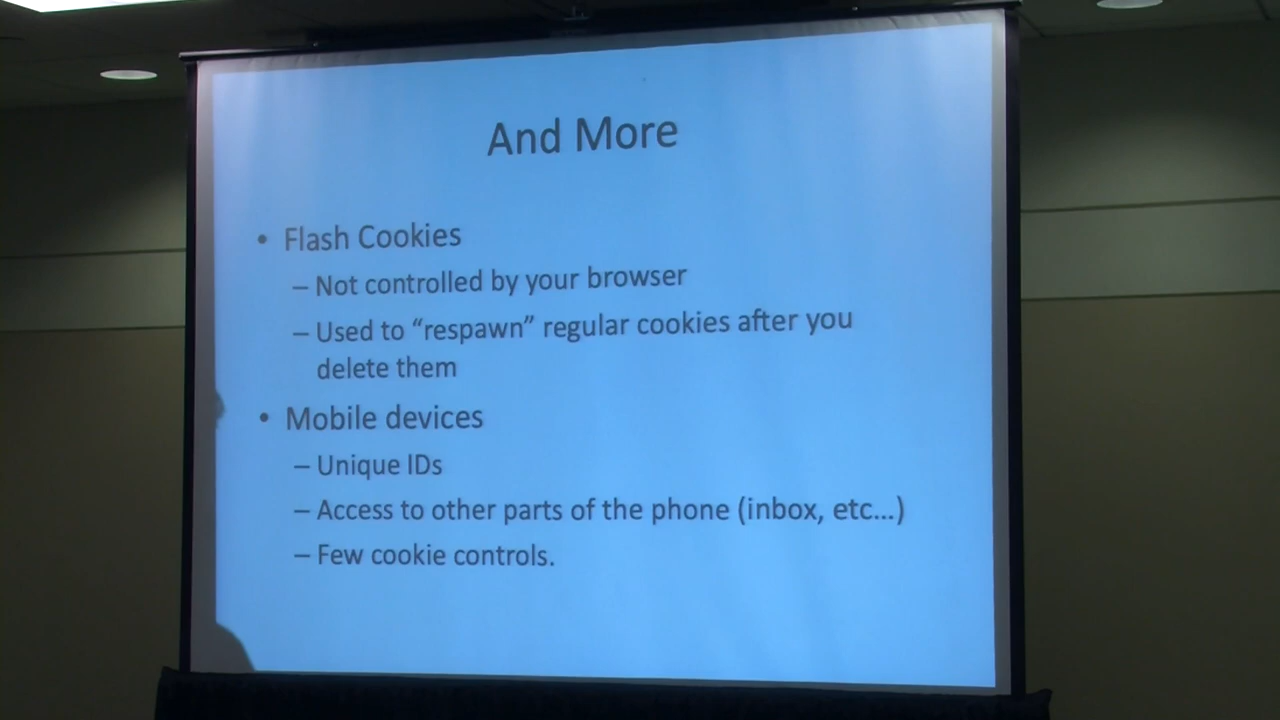 And More
• Flash Cookies
– Not controlled by your browser
– Used to “respawn” regular cookies after you
delete them
• Mobile devices
– Unique IDs
– Access to other parts of the phone (inbox, etc...)
– Few cookie controls.